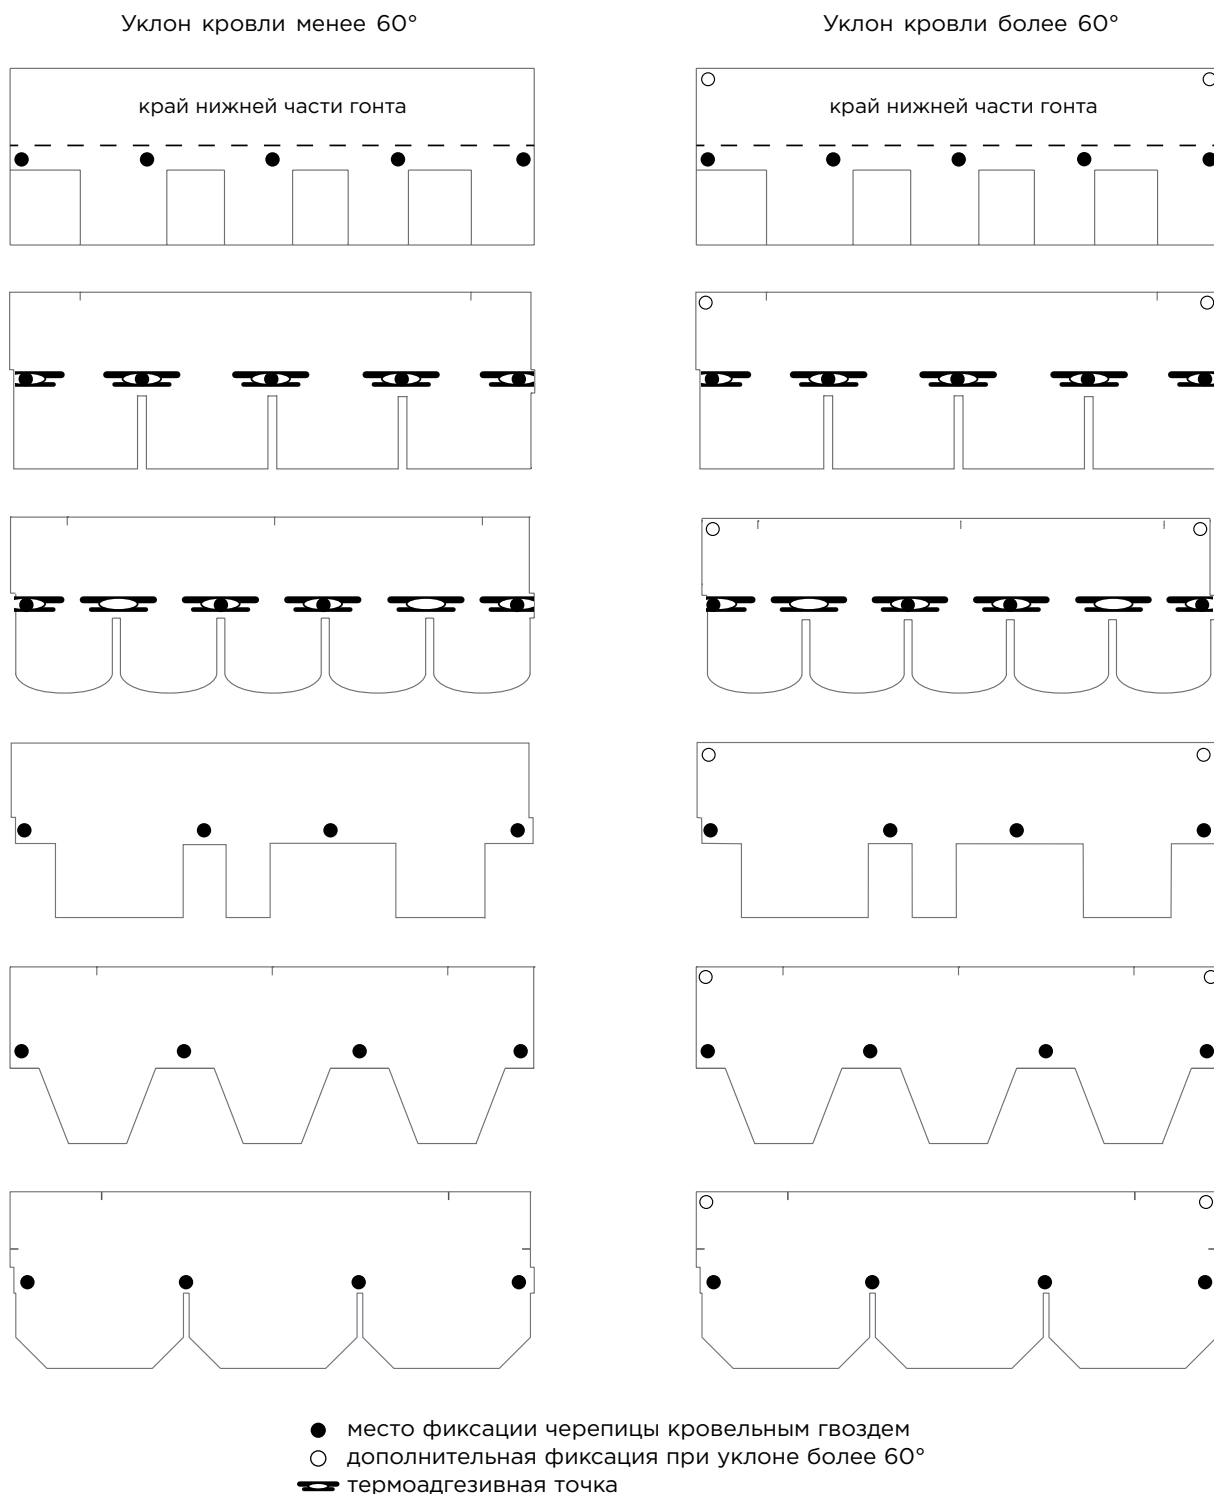 Уклон кровли менее 60°
Уклон кровли более 60°
край нижней части гонта
край нижней части гонта
место фиксации черепицы кровельным гвоздем
дополнительная фиксация при уклоне более 60°
термоадгезивная точка